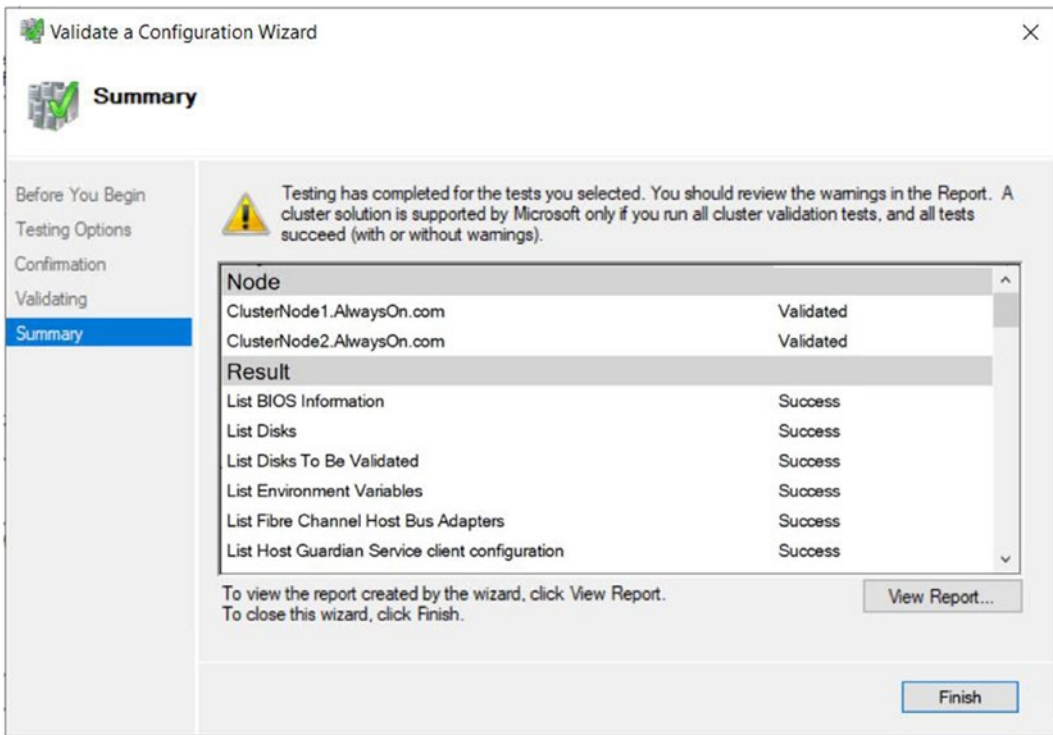 Validate a Configuration Wizard
Summary
Before You Begin
Testing Options
Confirmation
Validating
Summary
Testing has completed for the tests you selected. You should review the warnings in the Report. A
cluster solution is supported by Microsoft only if you run all cluster validation tests, and all tests
succeed (with or without warnings).
Node
ClusterNode1.AlwaysOn.com Validated
ClusterNode2.AlwaysOn.com Validated
Result
List BIOS Information Success
List Disks Success
List Disks To Be Validated Success
List Environment Variables Success
List Fibre Channel Host Bus Adapters Success
List Host Guardian Service client configuration Success
To view the report created by the wizard, click View Report.
To close this wizard, click Finish.
View Report...
Finish